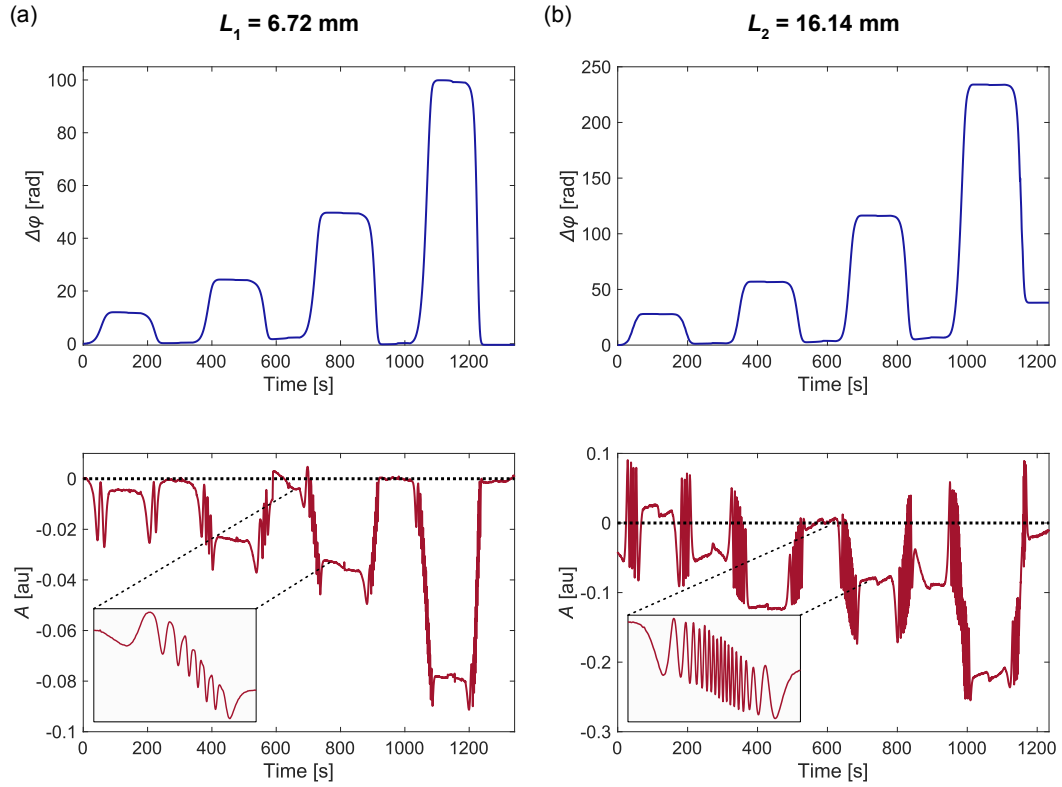 (a)
L1 = 6.72 mm
100
80
60
40
20
0
Δφ [rad]
0 200 400 600 800 1000 1200
Time [s]
0
-0.02
-0.04
-0.06
-0.08
-0.1
A [au]
0 200 400 600 800 1000 1200
Time [s]
(b)
L2 = 16.14 mm
250
200
150
100
50
0
Δφ [rad]
0 200 400 600 800 1000 1200
Time [s]
0.1
0
-0.1
-0.2
-0.3
A [au]
0 200 400 600 800 1000 1200
Time [s]